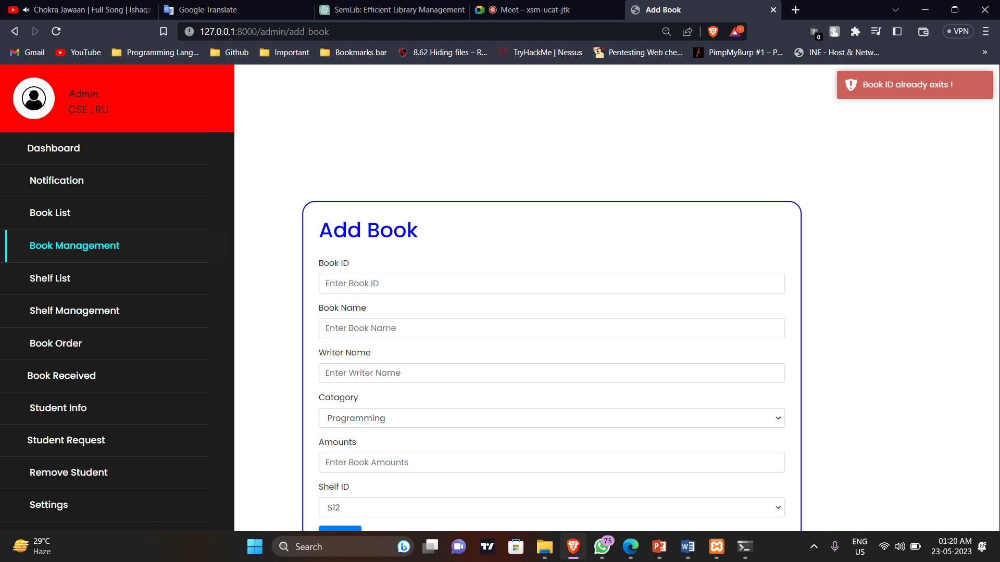 Chokra Jawaan | Full Song | Ishaqz
Google Translate
SemLib: Efficient Library Management
Meet – xsm-ucat-jtk
Add Book
127.0.0.1:8000/admin/add-book
1
0
VPN
Gmail
YouTube
Programming Lang...
Github
Important
Bookmarks bar
8.62 Hiding files – R...
TryHackMe | Nessus
Pentesting Web che...
PimpMyBurp #1 – P...
INE - Host & Netw...
»
Admin
CSE , RU
Book ID already exits !
Dashboard
Notification
Book List
Book Management
Shelf List
Shelf Management
Book Order
Book Received
Student Info
Student Request
Remove Student
Settings
Add Book
Book ID
Enter Book ID
Book Name
Enter Book Name
Writer Name
Enter Writer Name
Catagory
Programming
Amounts
Enter Book Amounts
Shelf ID
S12
29°C
Haze
Search
75
ENG
US
01:20 AM
23-05-2023